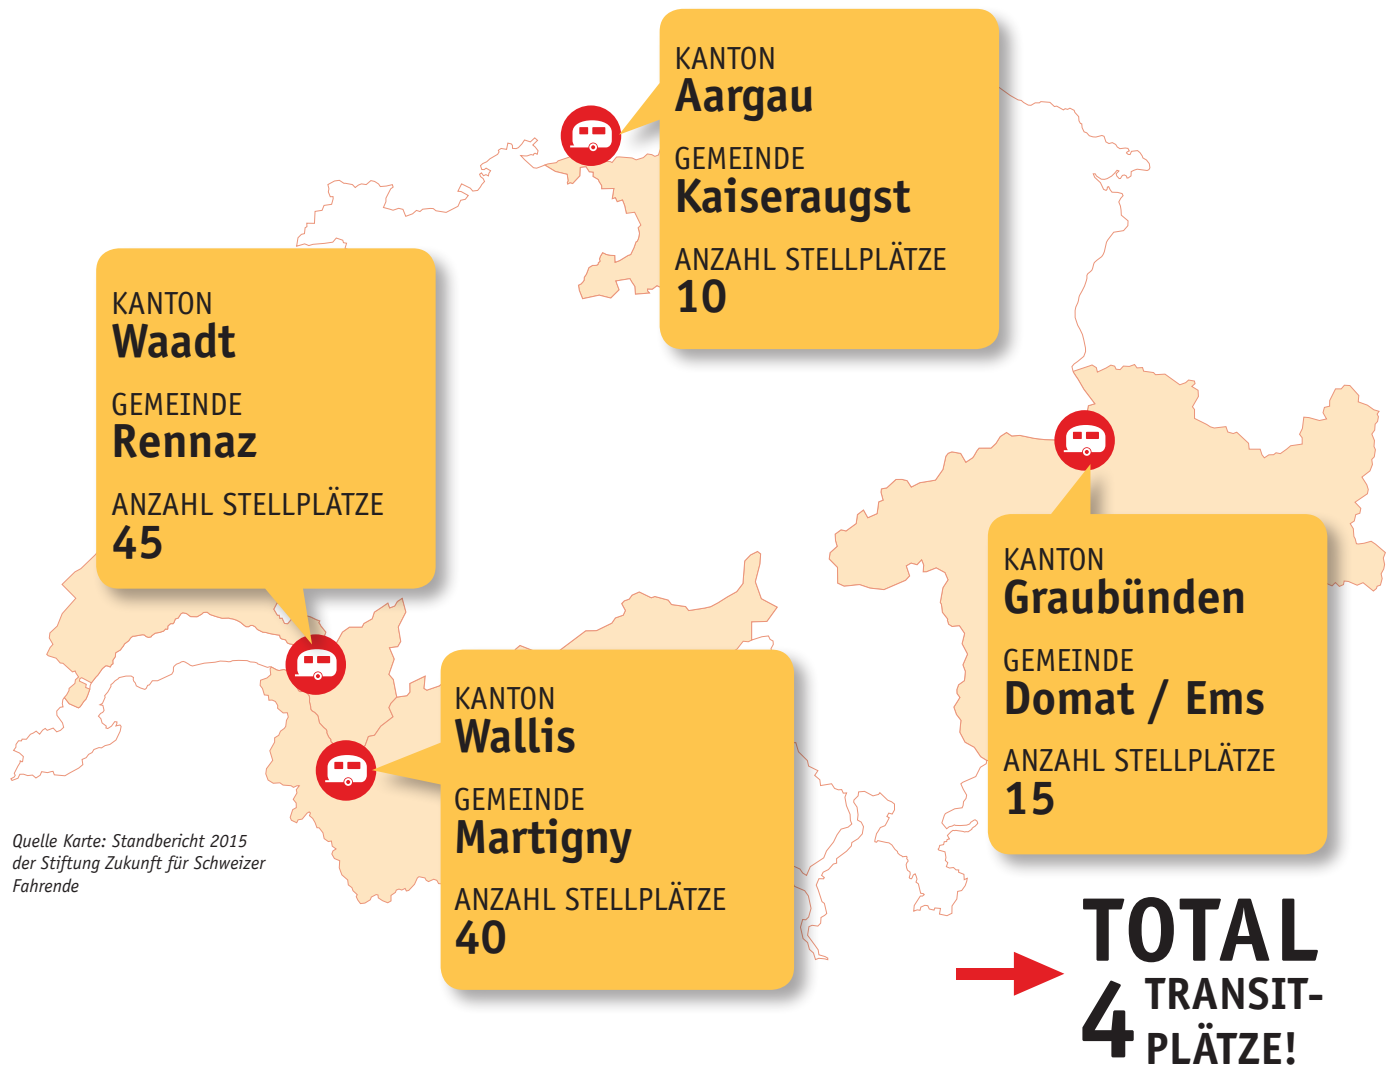 KANTON
Aargau
GEMEINDE
Kaiseraugst
ANZAHL STELLPLÄTZE
10
KANTON
Waadt
GEMEINDE
Rennaz
ANZAHL STELLPLÄTZE
45
KANTON
Graubünden
GEMEINDE
Domat / Ems
ANZAHL STELLPLÄTZE
15
KANTON
Wallis
GEMEINDE
Martigny
ANZAHL STELLPLÄTZE
40
Quelle Karte: Standbericht 2015
der Stiftung Zukunft für Schweizer
Fahrende
TOTAL
4 TRANSIT-
PLÄTZE!